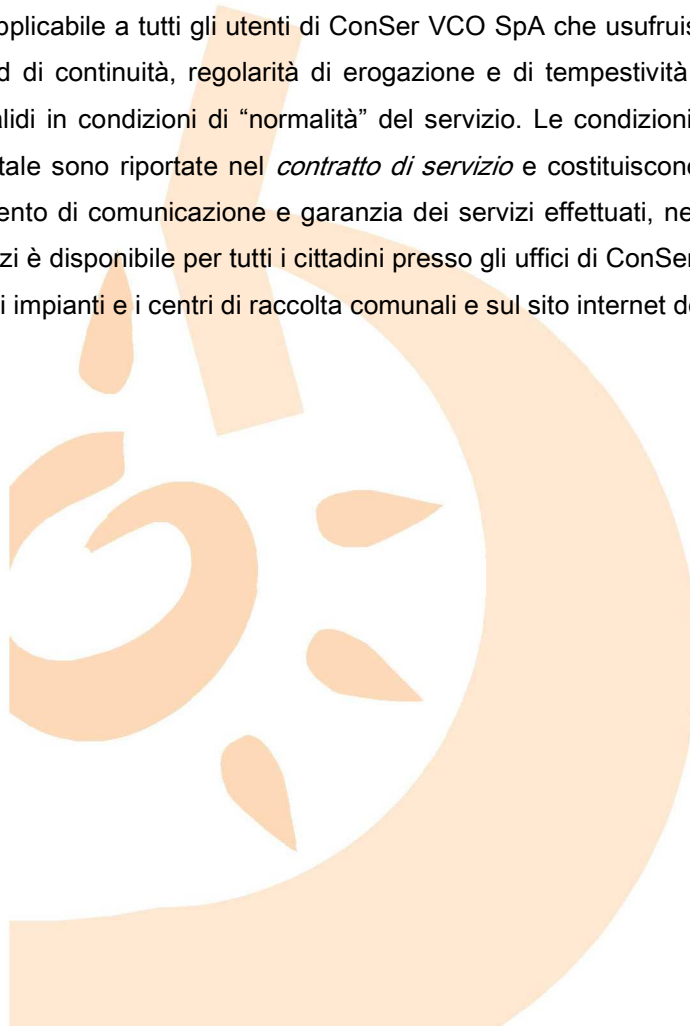 pplicabile a tutti gli utenti di ConSer VCO SpA che usufruis
d di continuità, regolarità di erogazione e di tempestività
alidi in condizioni di “normalità” del servizio. Le condizioni
tale sono riportate nel contratto di servizio e costituiscono
ento di comunicazione e garanzia dei servizi effettuati, ne
zi è disponibile per tutti i cittadini presso gli uffici di ConSer
i impianti e i centri di raccolta comunali e sul sito internet de